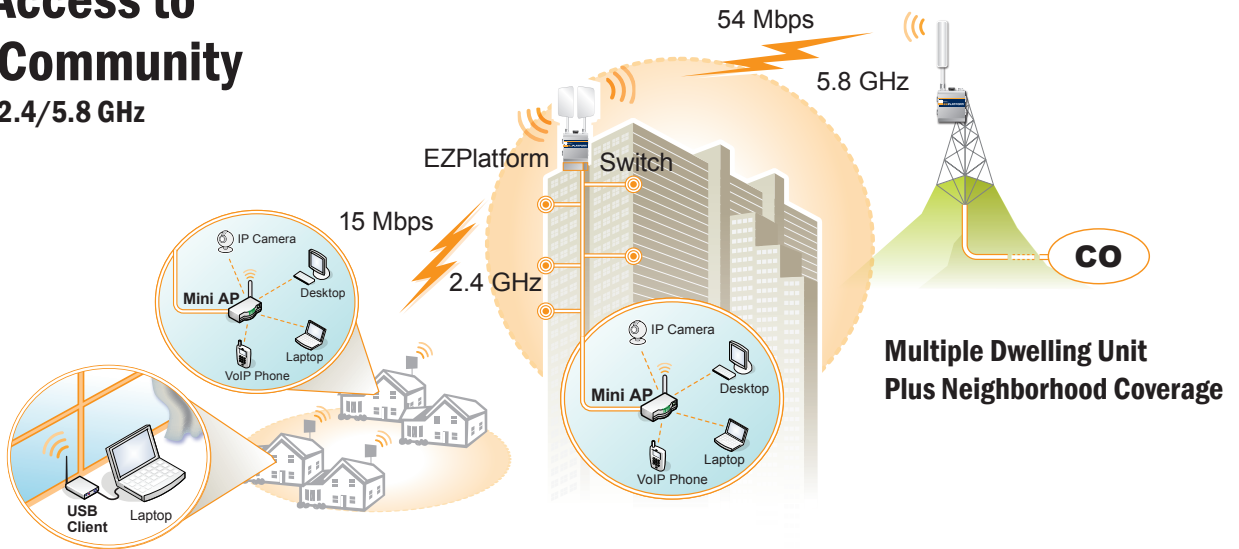 Access to
Community
2.4/5.8 GHz
54 Mbps
5.8 GHz
EZPlatform
Switch
15 Mbps
2.4 GHz
CO
IP Camera
Mini AP
Desktop
Laptop
VoIP Phone
IP Camera
Mini AP
Desktop
Laptop
VoIP Phone
USB
Client
Laptop
Multiple Dwelling Unit
Plus Neighborhood Coverage